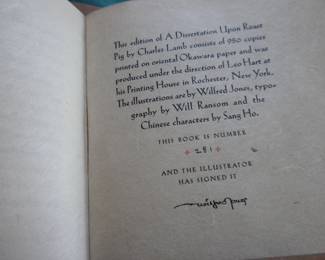 This edition of A Dissertation Upon Roast
Pig by Charles Lamb consists of 950 copies
printed on oriental Okawara paper and was
produced under the direction of Leo Hart at
his Printing House in Rochester, New York.
The illustrations are by Wilfred Jones, typo-
graphy by Will Ransom and the
Chinese characters by Sang Ho.
THIS BOOK IS NUMBER
281
AND THE ILLUSTRATOR
HAS SIGNED IT
Wilfred Jones